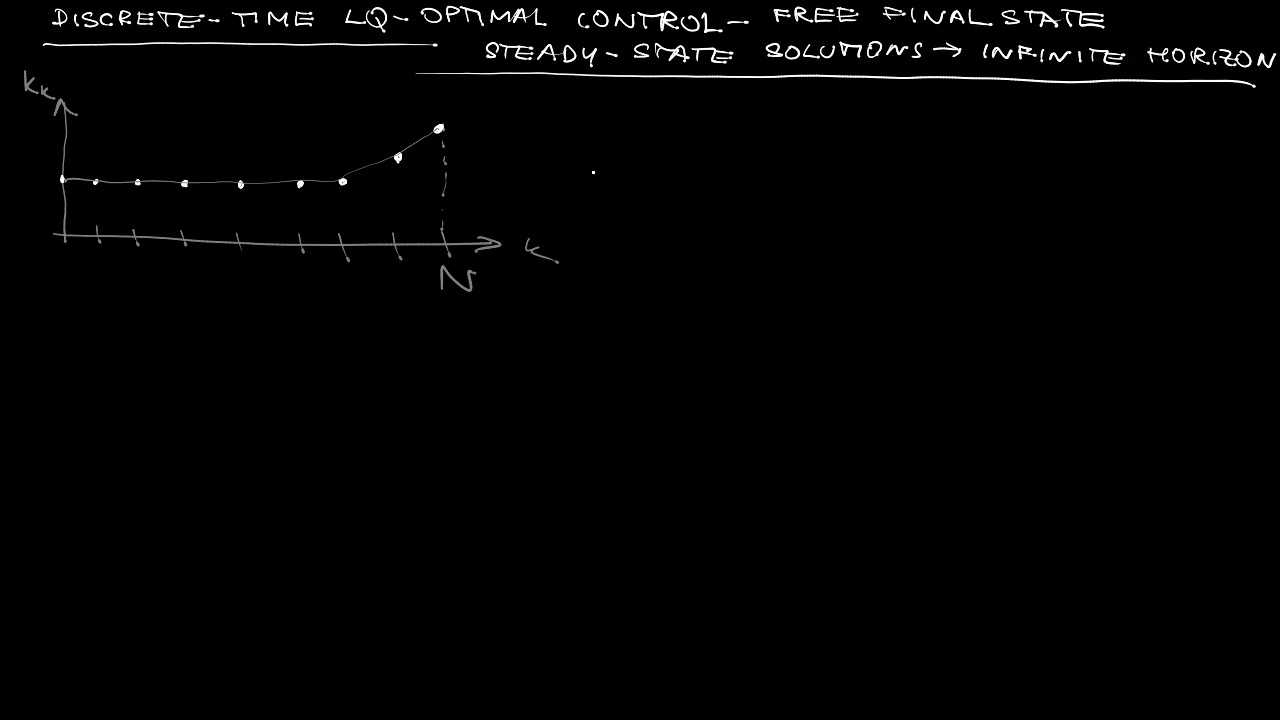 DISCRETE-TIME LQ-OPTIMAL CONTROL- FREE FINAL STATE
STEADY-STATE SOLUTIONS → INFINITE HORIZON
Kk
k
N